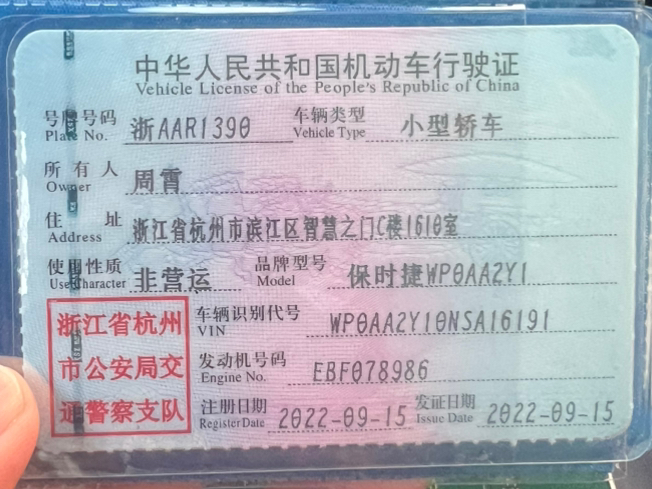 中华人民共和国机动车行驶证
Vehicle License of the People's Republic of China
号牌号码 浙AAR1390 车辆类型 小型轿车
Plate No. Vehicle Type
所有人 周霄
Owner
住址 浙江省杭州市滨江区智慧之门C楼1610室
Address
使用性质 非营运 品牌型号 保时捷WP0AA2Y1
Use Character Model
浙江省杭州 车辆识别代号 WP0AA2Y10NSA16191
VIN
市公安局交 发动机号码 EBF078986
Engine No.
通警察支队 注册日期 2022-09-15 发证日期 2022-09-15
Register Date Issue Date